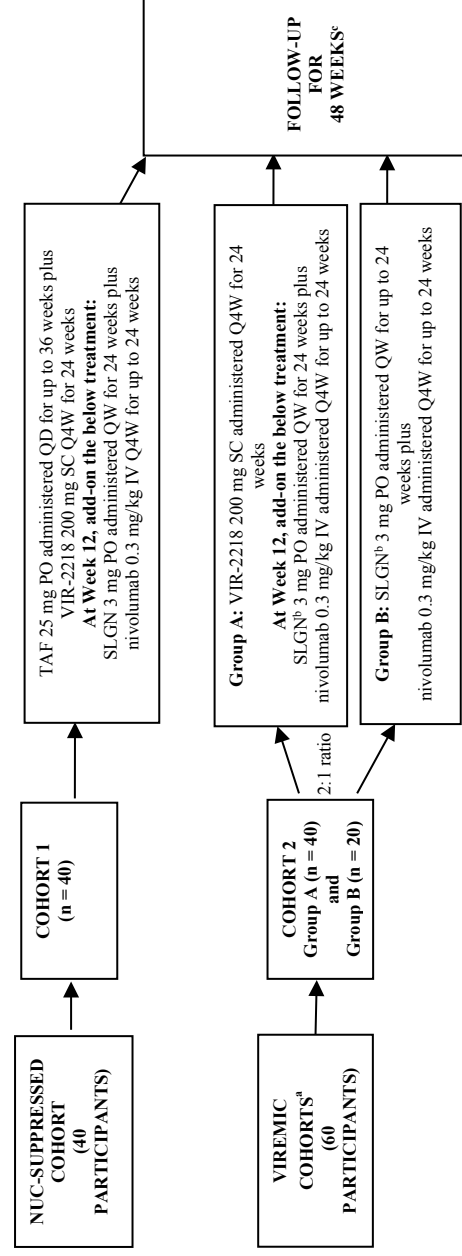 NUC-SUPPRESSED
COHORT
(40
PARTICIPANTS)
COHORT 1
(n = 40)
TAF 25 mg PO administered QD for up to 36 weeks plus
VIR-2218 200 mg SC Q4W for 24 weeks
At Week 12, add-on the below treatment:
SLGN 3 mg PO administered QW for 24 weeks plus
nivolumab 0.3 mg/kg IV Q4W for up to 24 weeks
VIREMIC
COHORTSᵃ
(60
PARTICIPANTS)
COHORT 2
Group A (n = 40)
and
Group B (n = 20)
2:1 ratio
Group A: VIR-2218 200 mg SC administered Q4W for 24
weeks
At Week 12, add-on the below treatment:
SLGNᵇ 3 mg PO administered QW for 24 weeks plus
nivolumab 0.3 mg/kg IV administered Q4W for up to 24 weeks
Group B: SLGNᵇ 3 mg PO administered QW for up to 24
weeks plus
nivolumab 0.3 mg/kg IV administered Q4W for up to 24 weeks
FOLLOW-UP
FOR
48 WEEKSᶜ